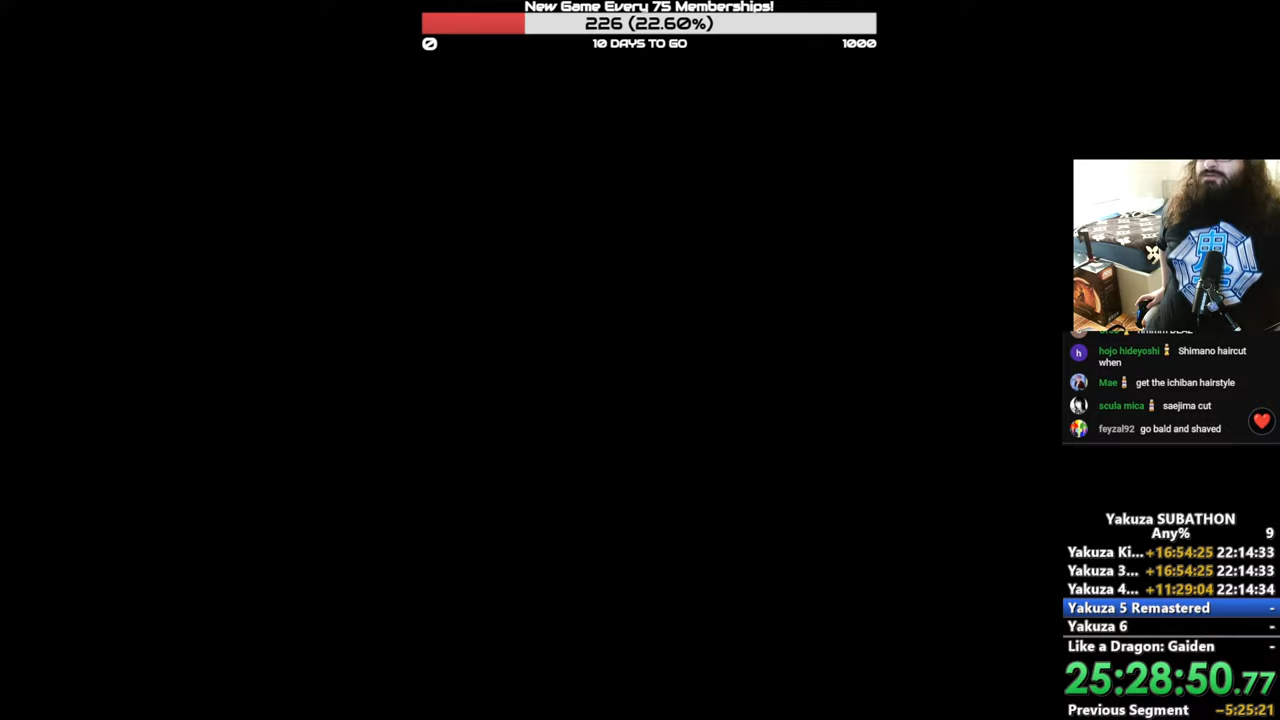 New Game Every 75 Memberships!
226 (22.60%)
0 10 DAYS TO GO 1000
hojo hideyoshi Shimano haircut
when
Mae get the ichiban hairstyle
scula mica saejima cut
feyzal92 go bald and shaved
Yakuza SUBATHON
Any% 9
Yakuza Ki... +16:54:25 22:14:33
Yakuza 3... +16:54:25 22:14:33
Yakuza 4... +11:29:04 22:14:34
Yakuza 5 Remastered -
Yakuza 6 -
Like a Dragon: Gaiden -
25:28:50.77
Previous Segment -5:25:21